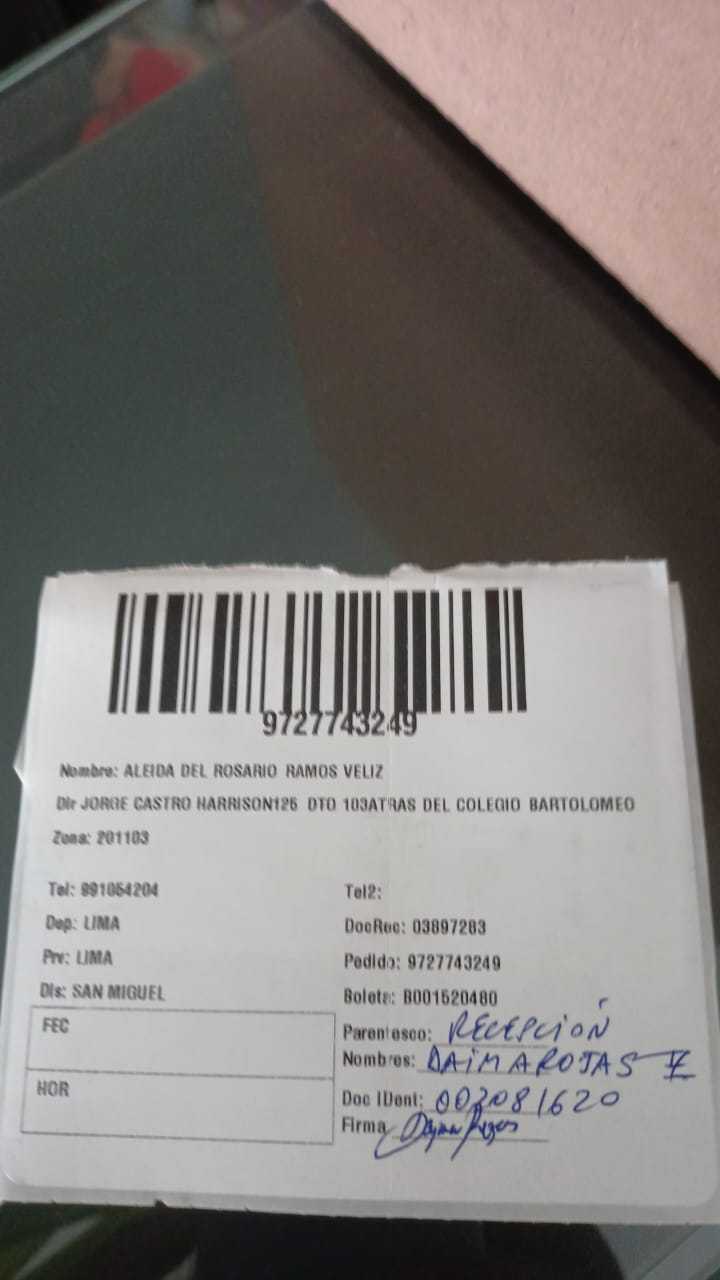 9727743249
Nombre: ALEIDA DEL ROSARIO RAMOS VELIZ
Dir JORGE CASTRO HARRISON125 DTO 103ATRAS DEL COLEGIO BARTOLOMEO
Zona: 201103
Tel: 991054204 Tel2:
Dep: LIMA DocRec: 03897283
Prv: LIMA Pedido: 9727743249
Dis: SAN MIGUEL Boleta: B001520480
FEC Parentesco: RECEPCIÓN
Nombres: DAIMA ROJAS
HOR Doc IDent: 002081620
Firma